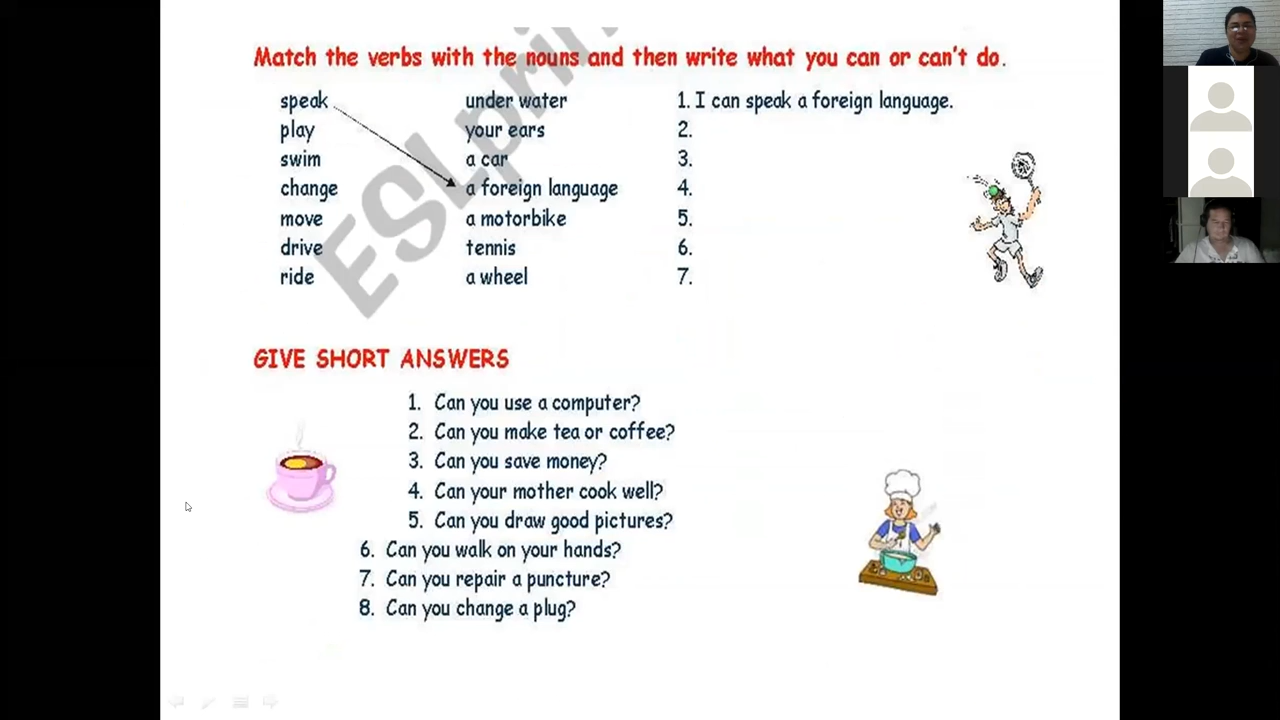 Match the verbs with the nouns and then write what you can or can't do.
speak under water 1. I can speak a foreign language.
play your ears 2.
swim a car 3.
change a foreign language 4.
move a motorbike 5.
drive tennis 6.
ride a wheel 7.
GIVE SHORT ANSWERS
1. Can you use a computer?
2. Can you make tea or coffee?
3. Can you save money?
4. Can your mother cook well?
5. Can you draw good pictures?
6. Can you walk on your hands?
7. Can you repair a puncture?
8. Can you change a plug?